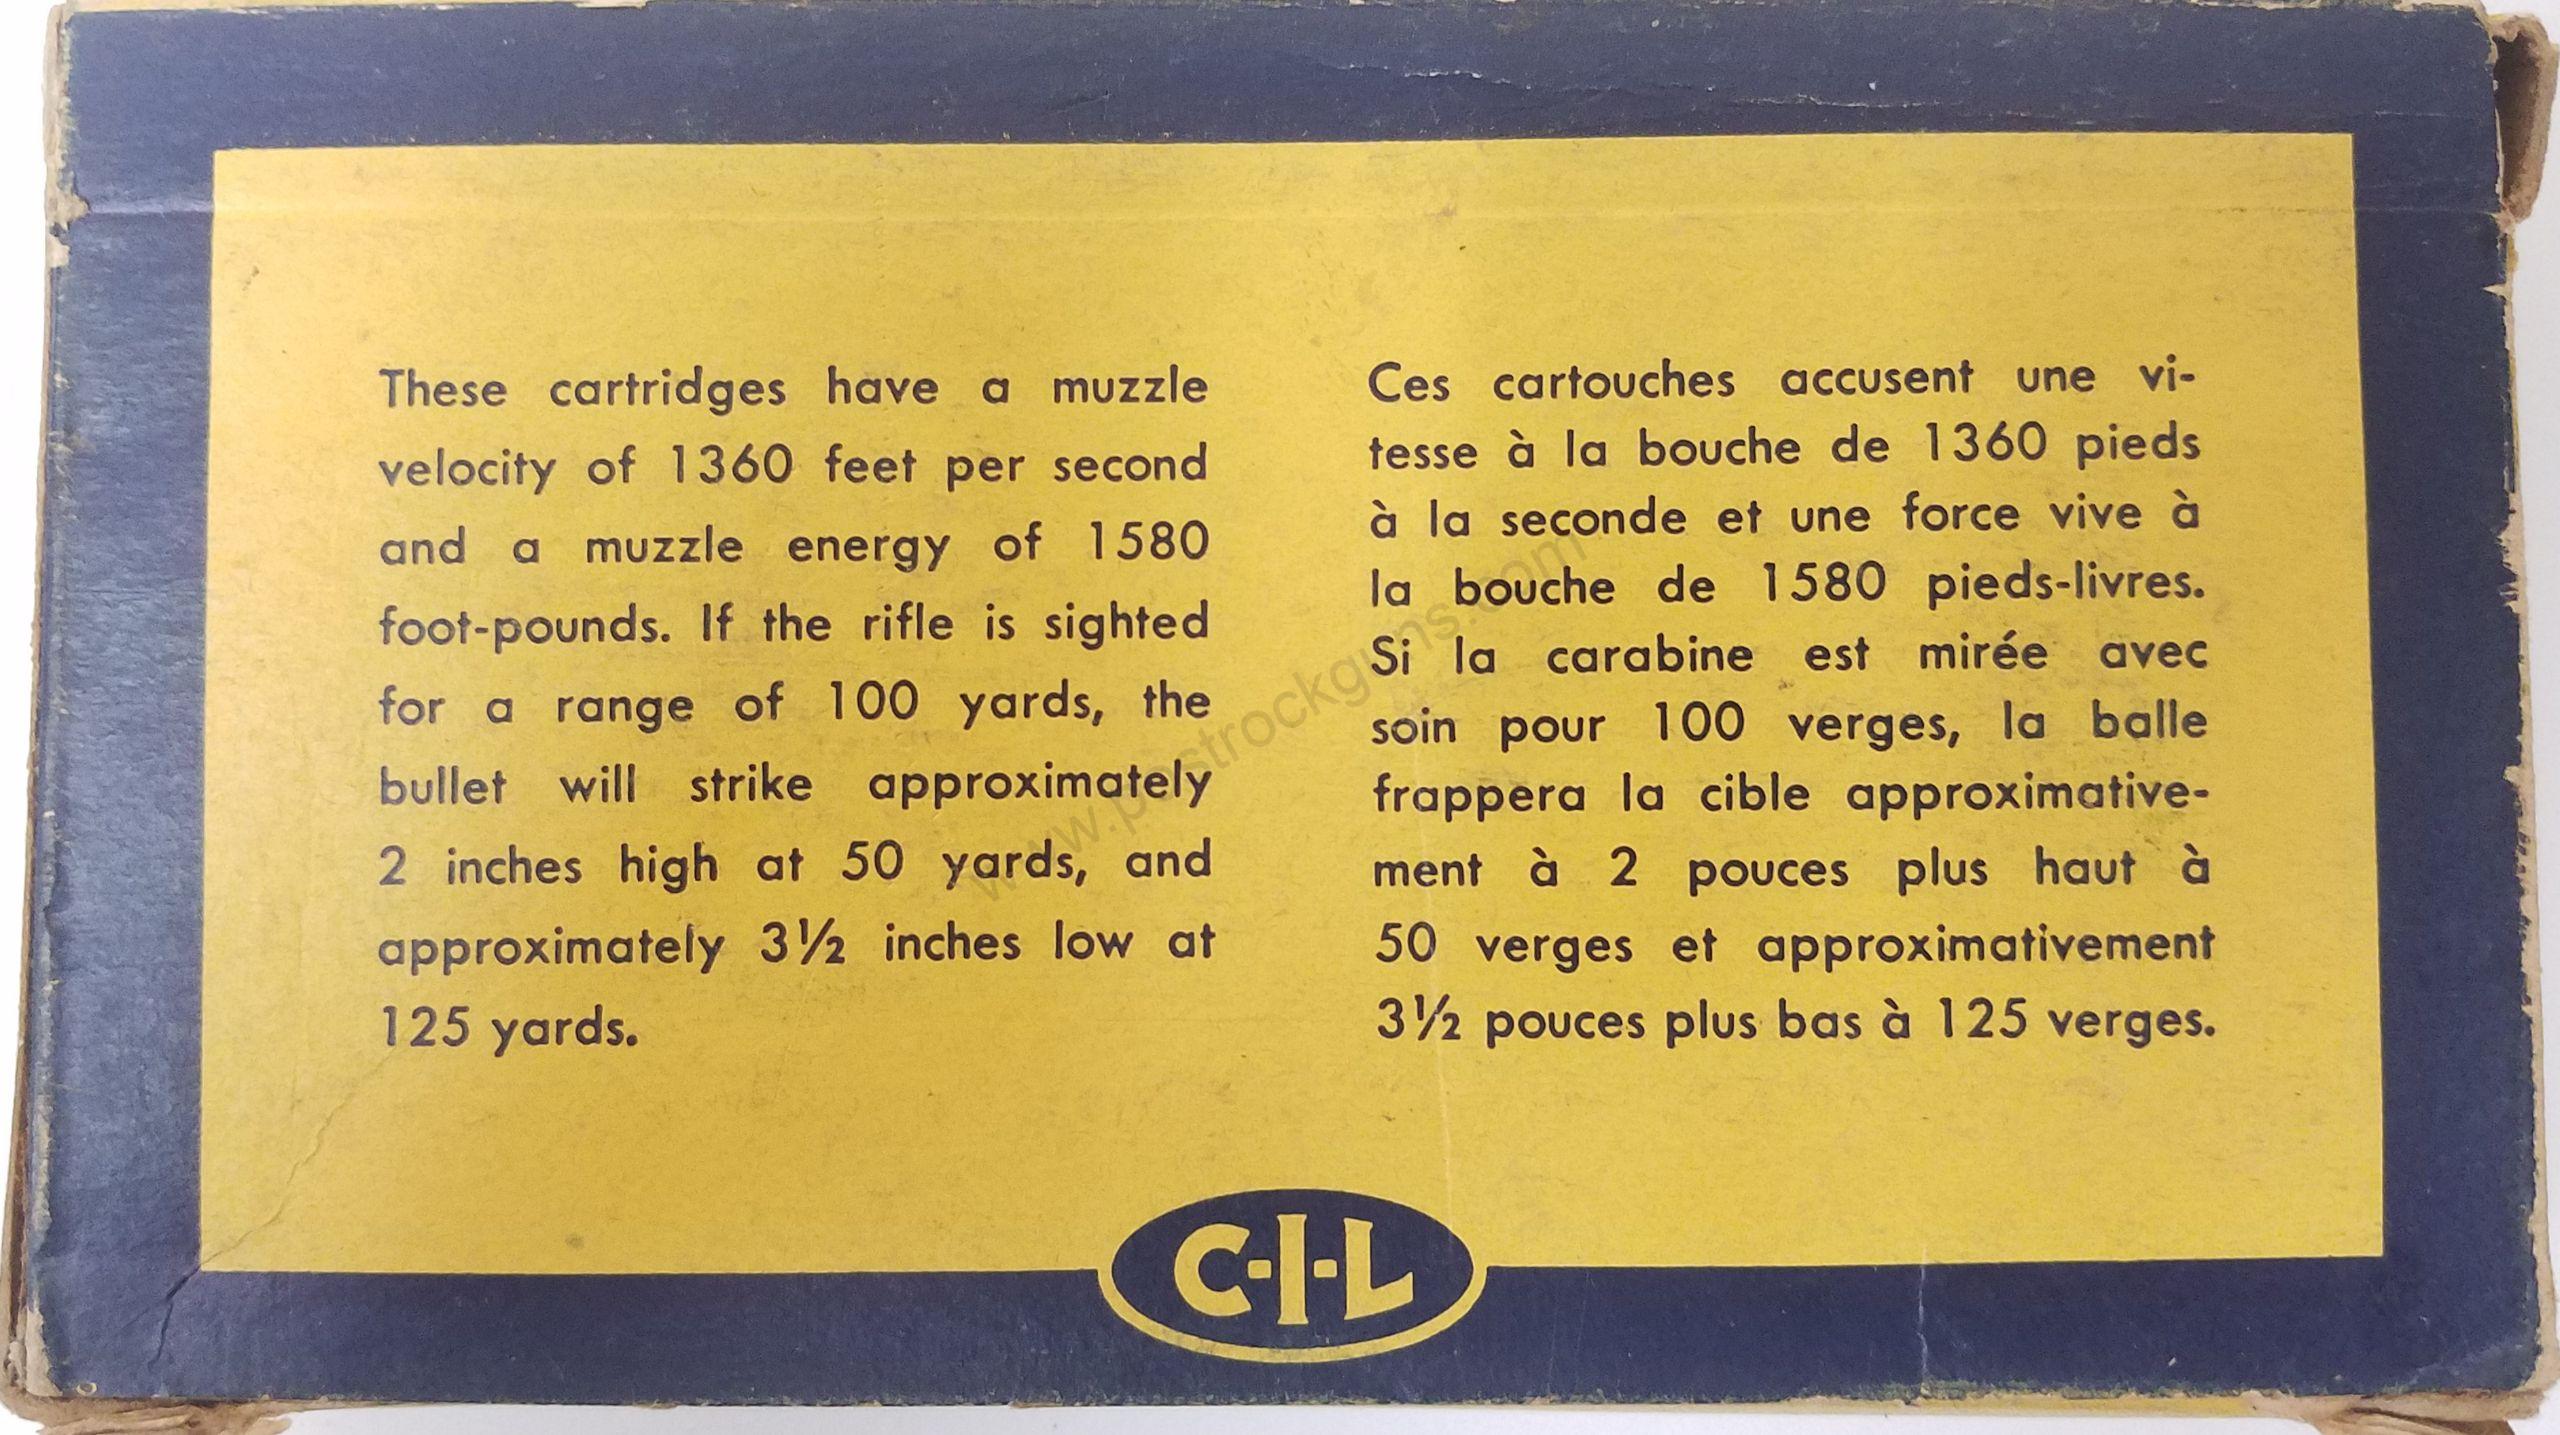 These cartridges have a muzzle
velocity of 1360 feet per second
and a muzzle energy of 1580
foot-pounds. If the rifle is sighted
for a range of 100 yards, the
bullet will strike approximately
2 inches high at 50 yards, and
approximately 3½ inches low at
125 yards.
Ces cartouches accusent une vi-
tesse à la bouche de 1360 pieds
à la seconde et une force vive à
la bouche de 1580 pieds-livres.
Si la carabine est mirée avec
soin pour 100 verges, la balle
frappera la cible approximative-
ment à 2 pouces plus haut à
50 verges et approximativement
3½ pouces plus bas à 125 verges.
C-I-L
www.postrockguns.com